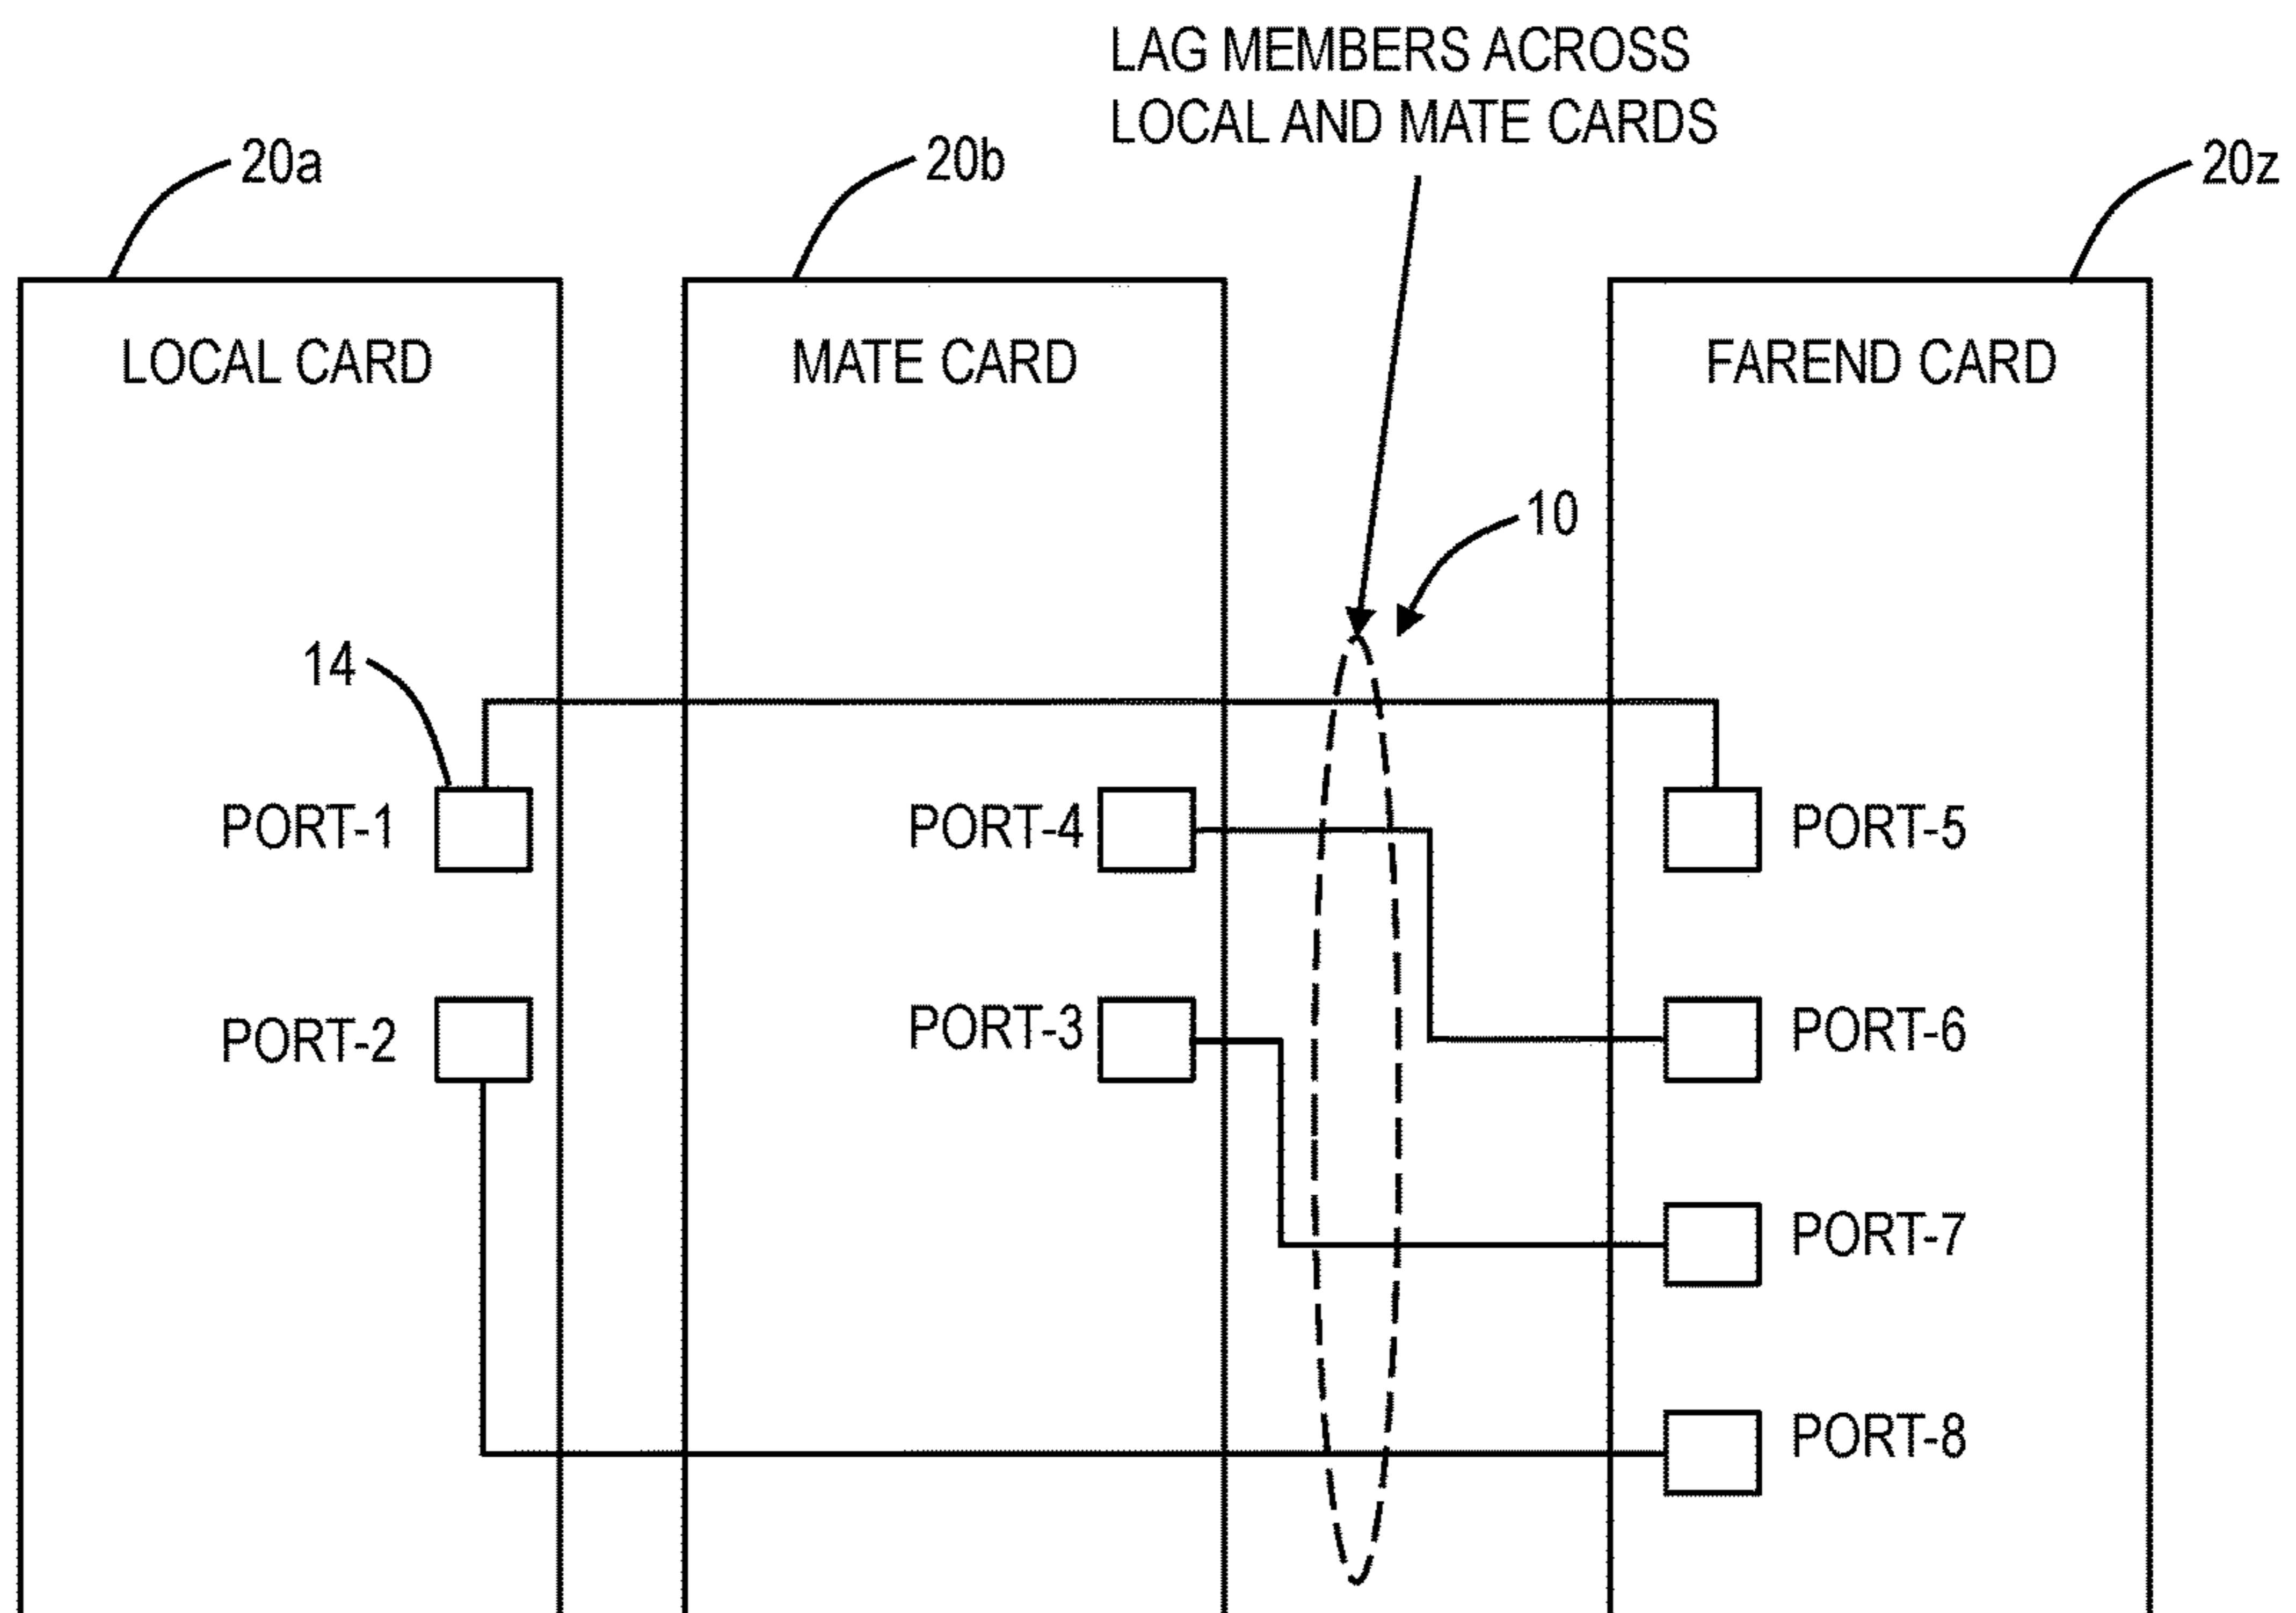 LAG MEMBERS ACROSS
LOCAL AND MATE CARDS
20a
20b
20z
LOCAL CARD
MATE CARD
FAREND CARD
10
14
PORT-1
PORT-4
PORT-5
PORT-2
PORT-3
PORT-6
PORT-7
PORT-8